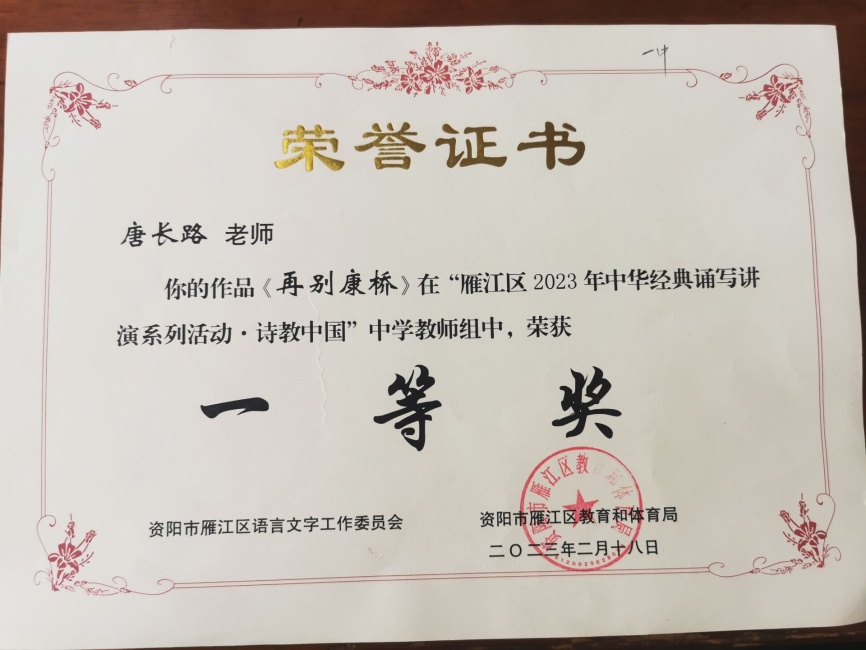 一中
荣誉证书
唐长路 老师
你的作品《再别康桥》在“雁江区 2023 年中华经典诵写讲
演系列活动·诗教中国”中学教师组中，荣获
一等奖
资阳市雁江区语言文字工作委员会
资阳市雁江区教育和体育局
二〇二三年二月十八日